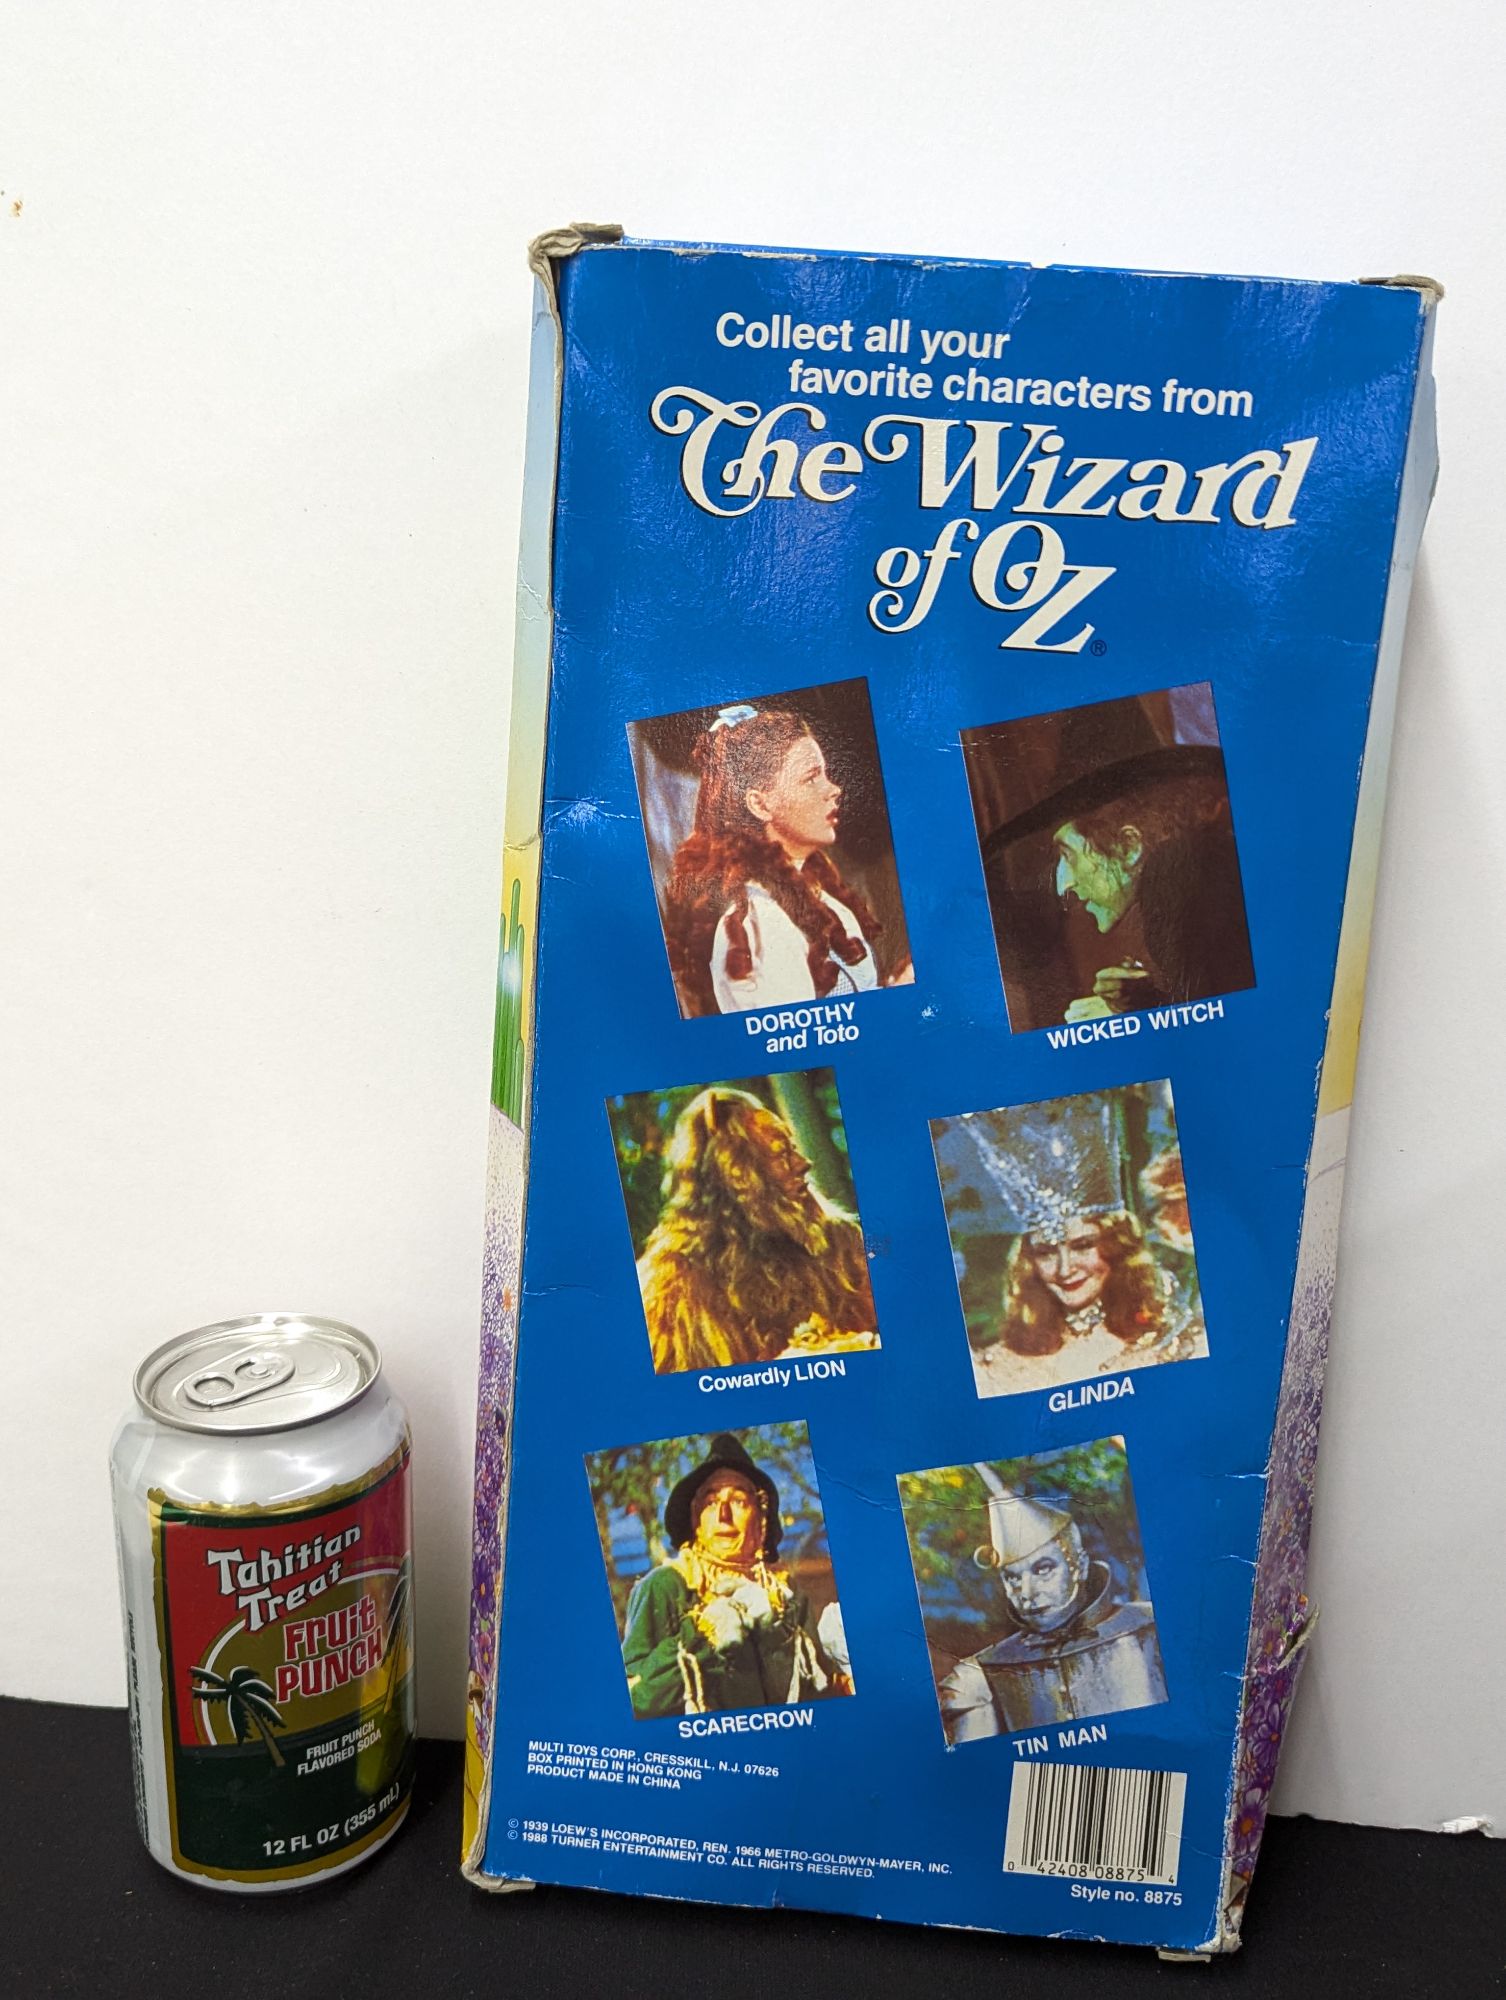 Collect all your
favorite characters from
The Wizard
of Oz®
DOROTHY
and Toto
WICKED WITCH
Cowardly LION
GLINDA
SCARECROW
TIN MAN
MULTI TOYS CORP., CRESSKILL, N.J. 07626
BOX PRINTED IN HONG KONG
PRODUCT MADE IN CHINA
© 1939 LOEW'S INCORPORATED, REN. 1966 METRO-GOLDWYN-MAYER, INC.
© 1988 TURNER ENTERTAINMENT CO. ALL RIGHTS RESERVED.
0 42408 08875 4
Style no. 8875
Tahitian
Treat
FRUIT
PUNCH
FRUIT PUNCH
FLAVORED SODA
12 FL OZ (355 mL)